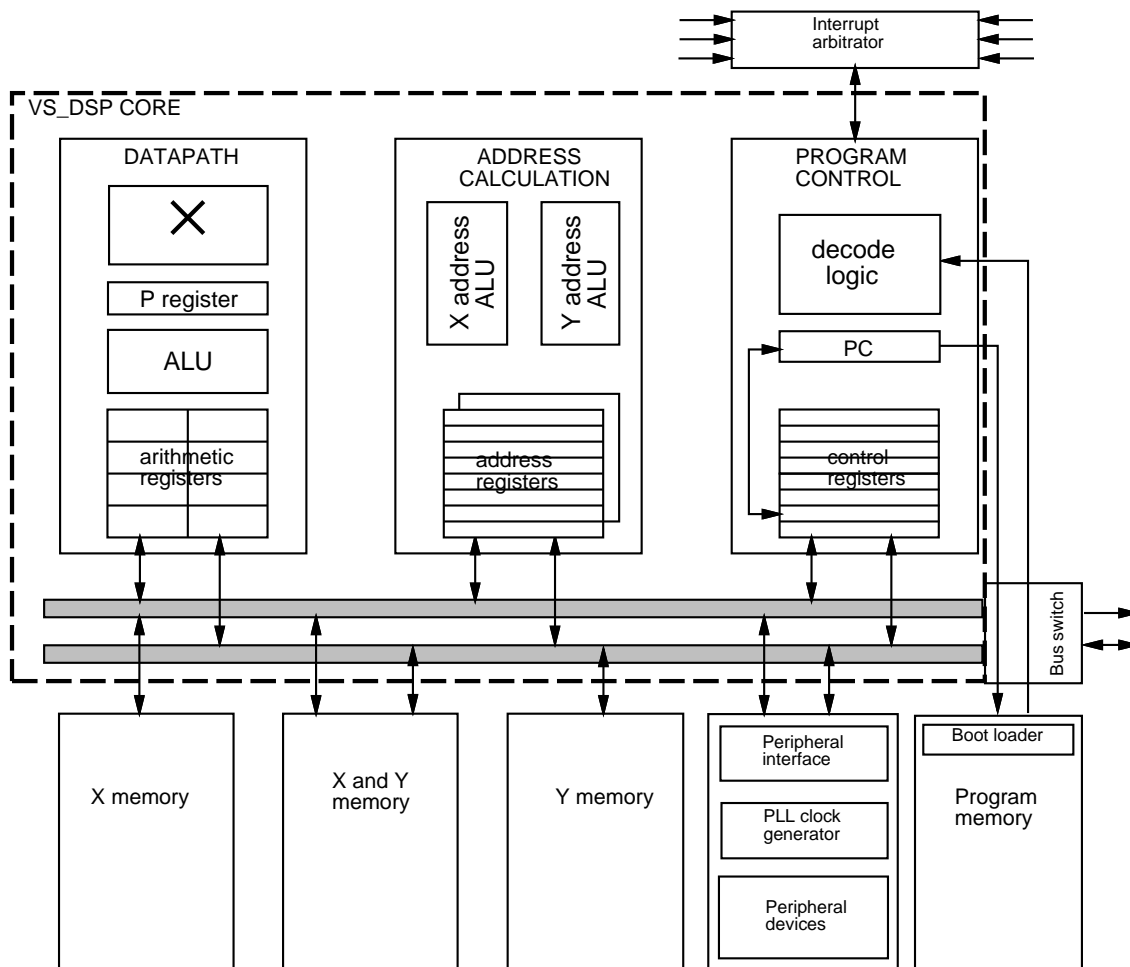 Interrupt
arbitrator
VS_DSP CORE
DATAPATH
X
P register
ALU
arithmetic
registers
ADDRESS
CALCULATION
X address
ALU
Y address
ALU
address
registers
PROGRAM
CONTROL
decode
logic
PC
control
registers
Bus switch
X memory
X and Y
memory
Y memory
Peripheral
interface
PLL clock
generator
Peripheral
devices
Boot loader
Program
memory